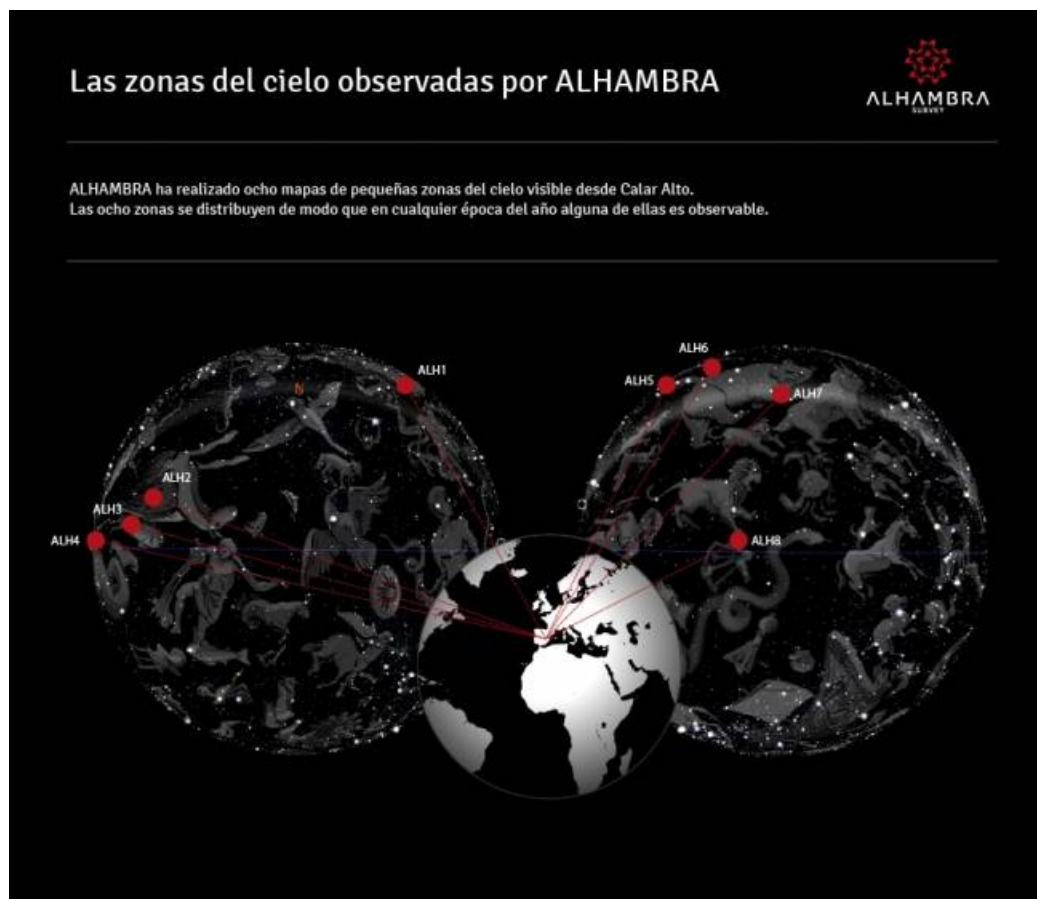 Las zonas del cielo observadas por ALHAMBRA
ALHAMBRA
SURVEY
ALHAMBRA ha realizado ocho mapas de pequeñas zonas del cielo visible desde Calar Alto.
Las ocho zonas se distribuyen de modo que en cualquier época del año alguna de ellas es observable.
ALH6
ALH1
ALH5
N
ALH7
ALH2
ALH3
ALH4
ALH8